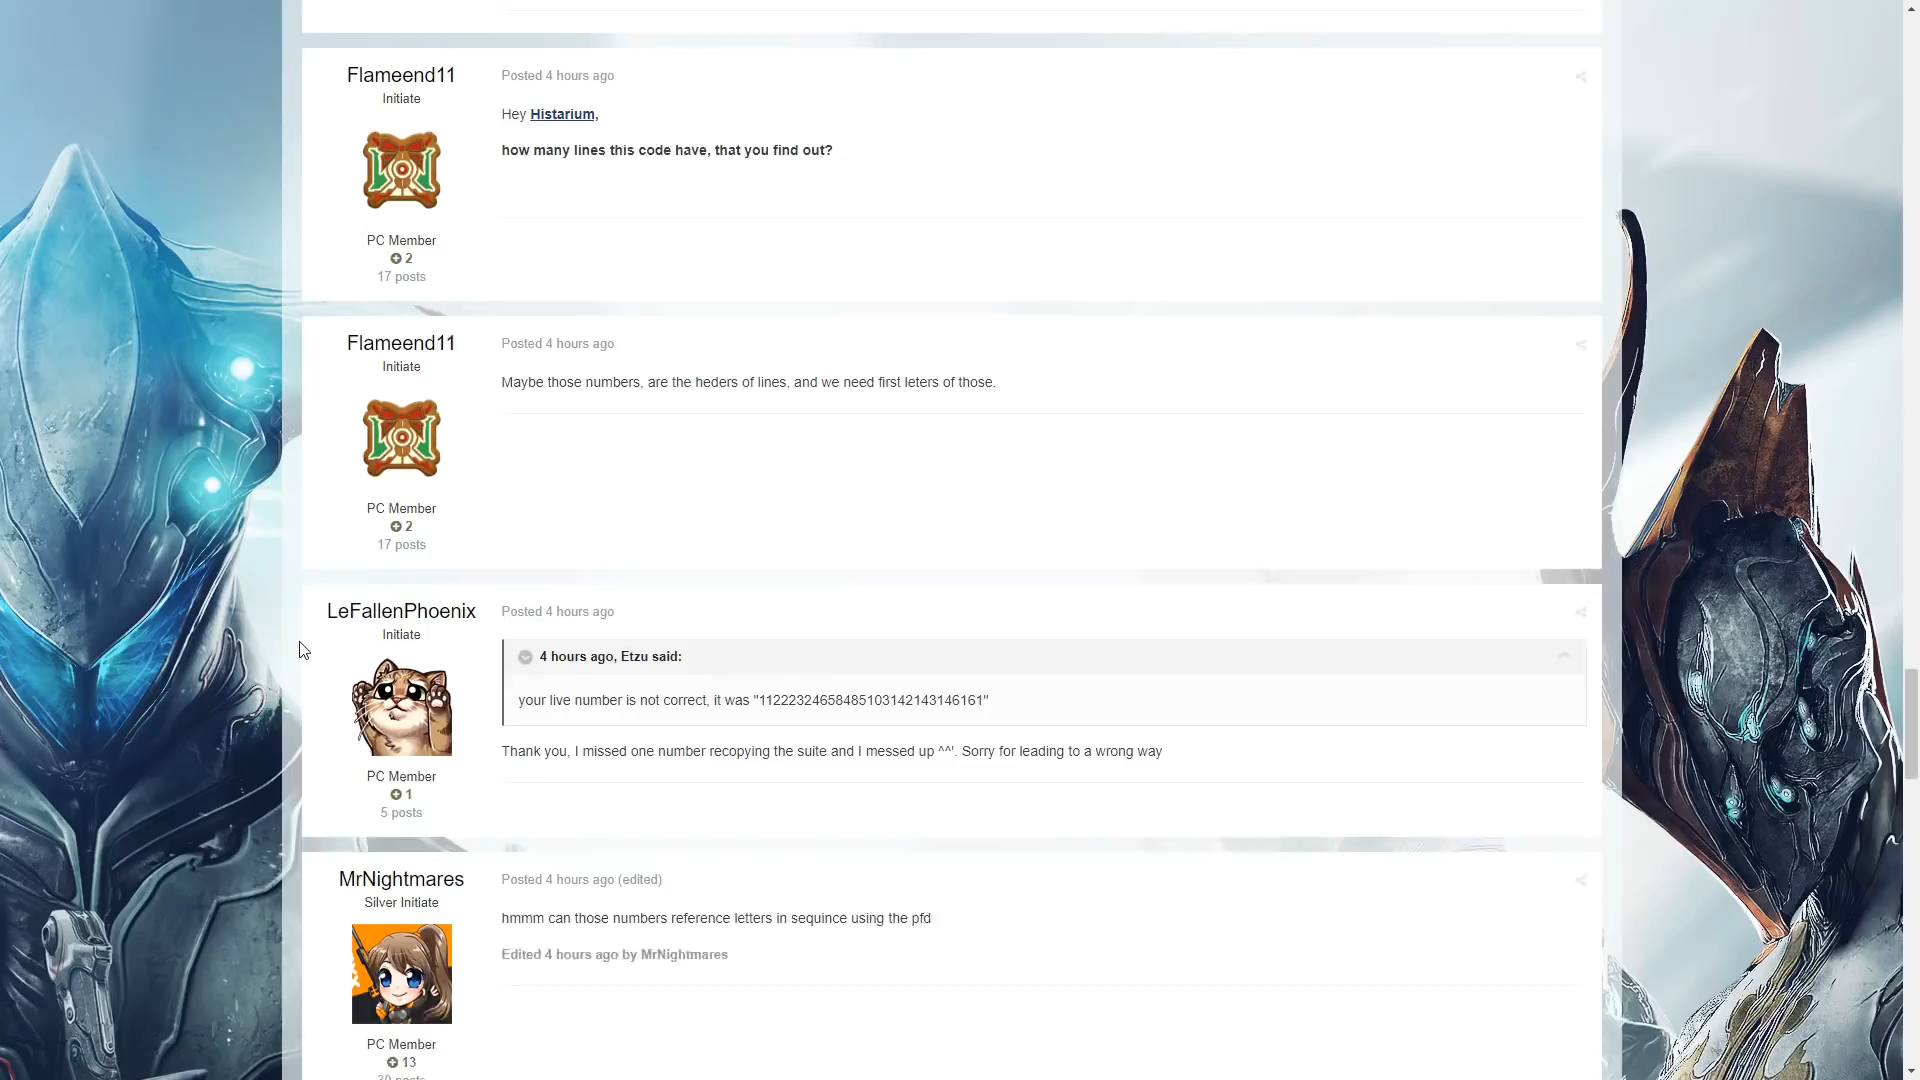 Flameend11
Initiate
PC Member
2
17 posts
Posted 4 hours ago
Hey Histarium,
how many lines this code have, that you find out?
Flameend11
Initiate
PC Member
2
17 posts
Posted 4 hours ago
Maybe those numbers, are the heders of lines, and we need first leters of those.
LeFallenPhoenix
Initiate
PC Member
1
5 posts
Posted 4 hours ago
4 hours ago, Etzu said:
your live number is not correct, it was "11222324658485103142143146161"
Thank you, I missed one number recopying the suite and I messed up ^^'. Sorry for leading to a wrong way
MrNightmares
Silver Initiate
PC Member
13
Posted 4 hours ago (edited)
hmmm can those numbers reference letters in sequince using the pfd
Edited 4 hours ago by MrNightmares